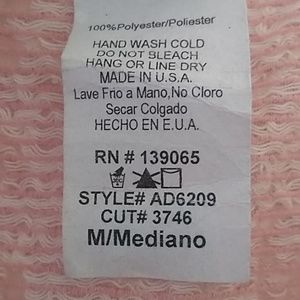 100%Polyester/Poliester
HAND WASH COLD
DO NOT BLEACH
HANG OR LINE DRY
MADE IN U.S.A.
Lave Frio a Mano,No Cloro
Secar Colgado
HECHO EN E.U.A.
RN # 139065
STYLE# AD6209
CUT# 3746
M/Mediano